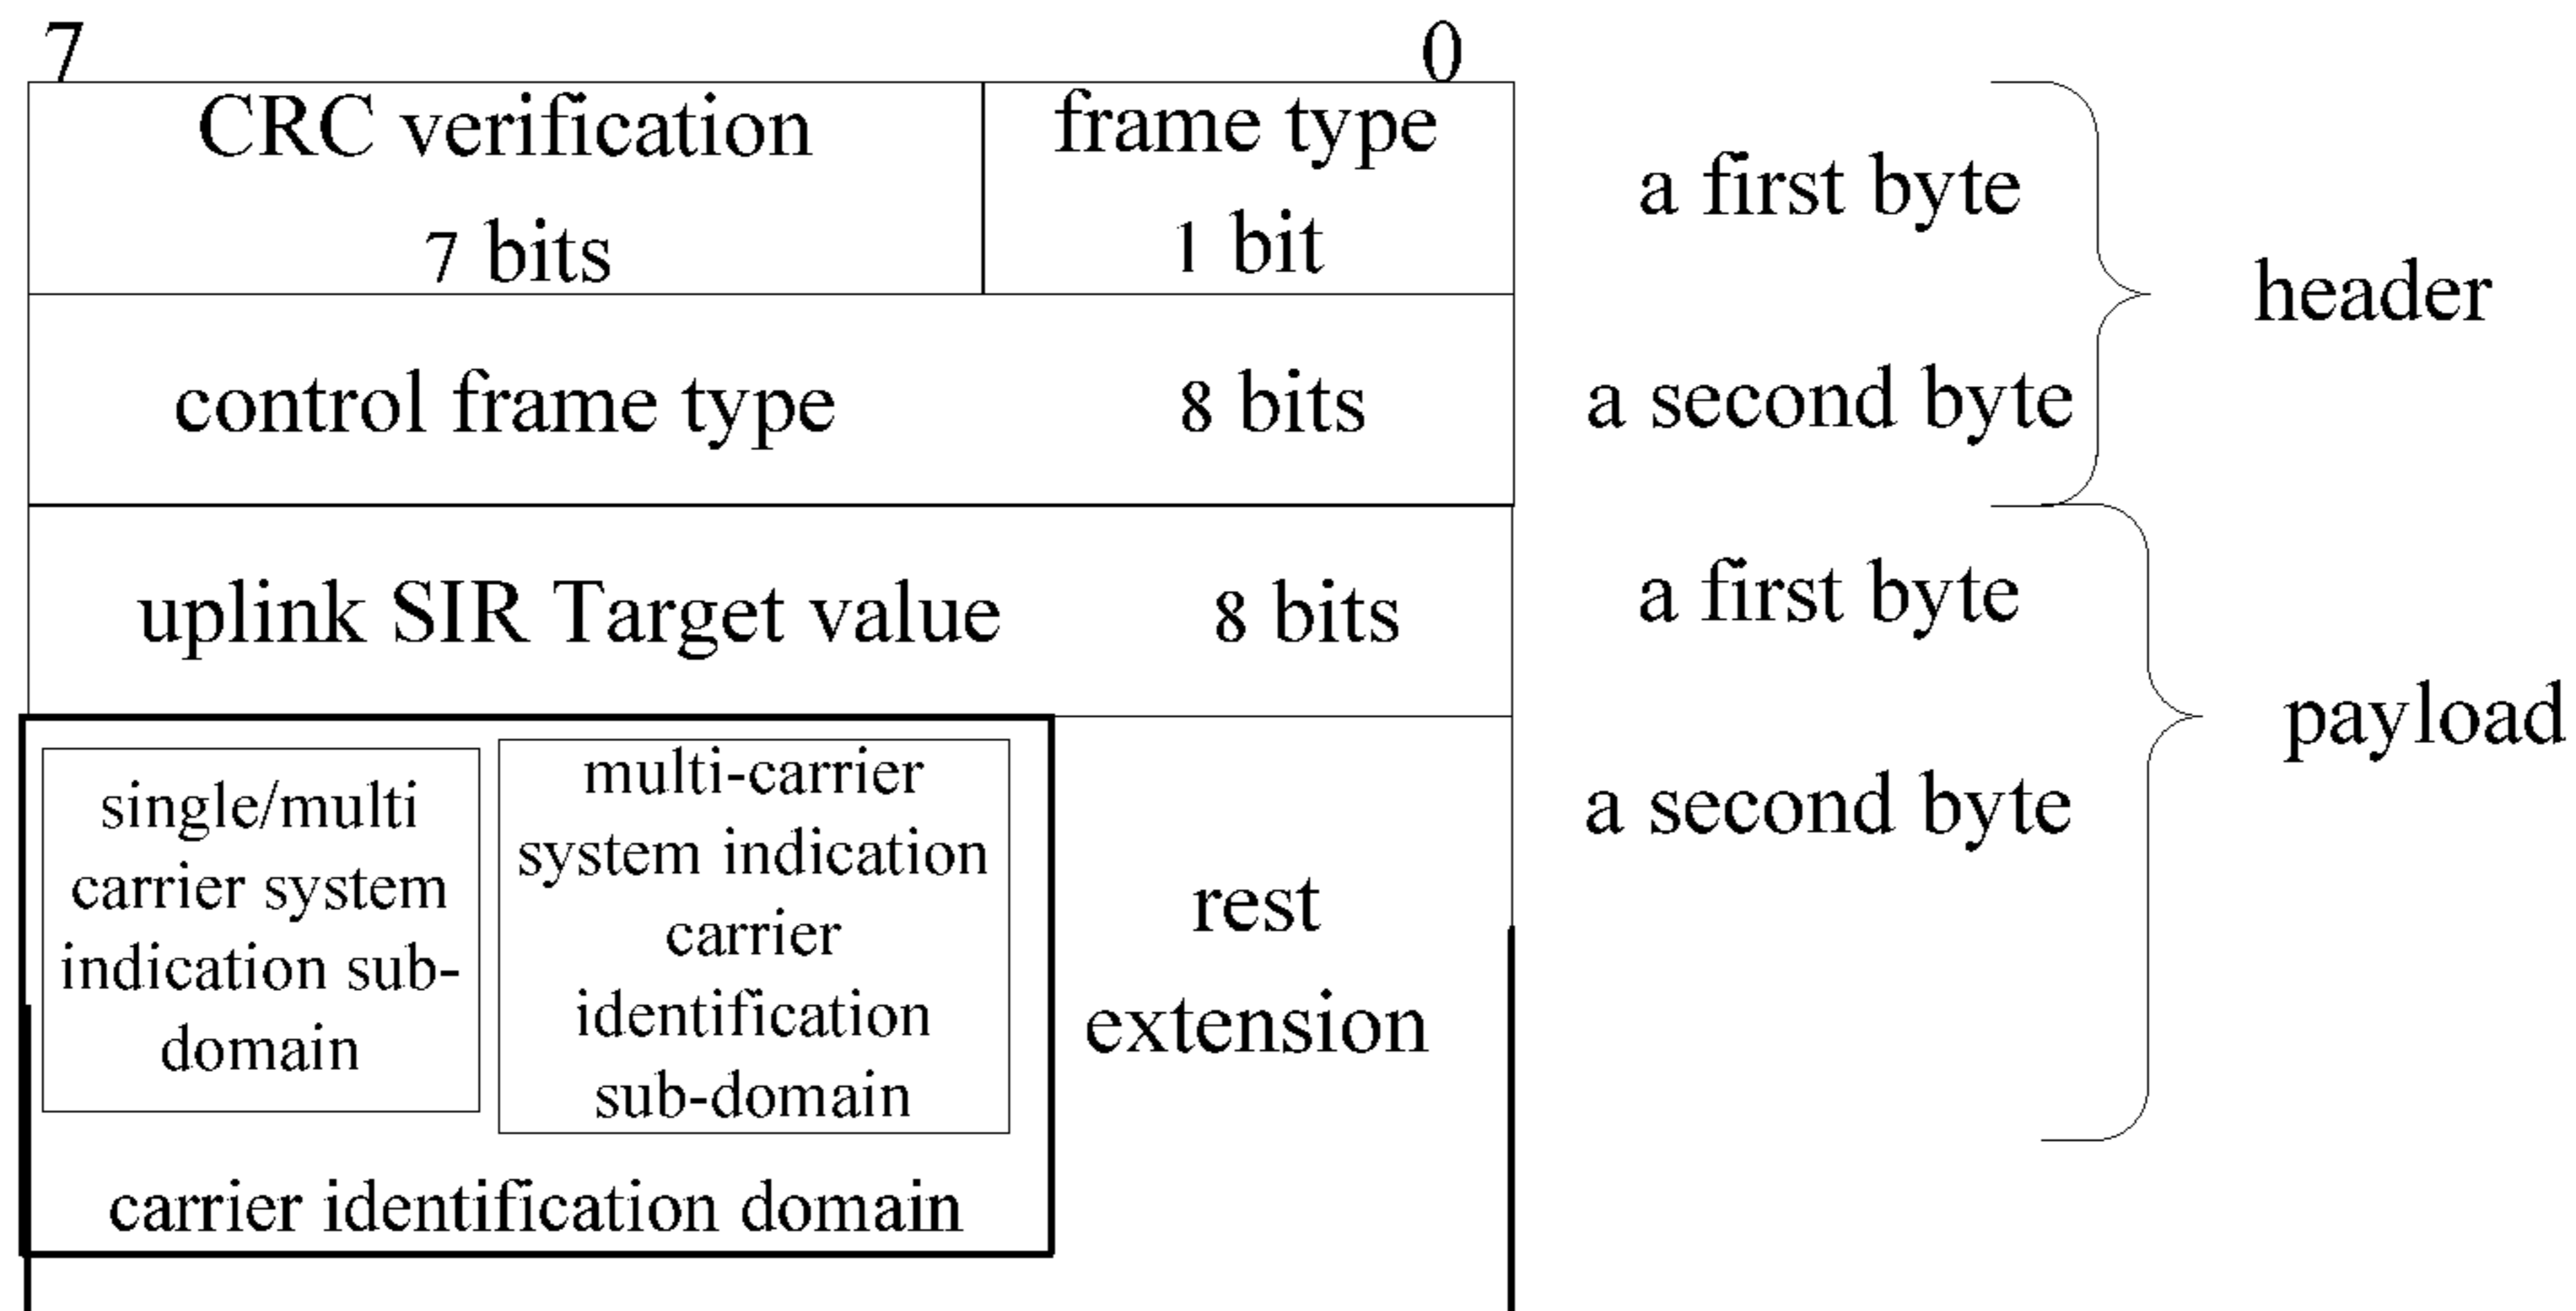 7 0
CRC verification
7 bits
frame type
1 bit
a first byte
header
control frame type 8 bits
a second byte
uplink SIR Target value 8 bits
a first byte
payload
single/multi
carrier system
indication sub-
domain
multi-carrier
system indication
carrier
identification
sub-domain
carrier identification domain
rest
extension
a second byte